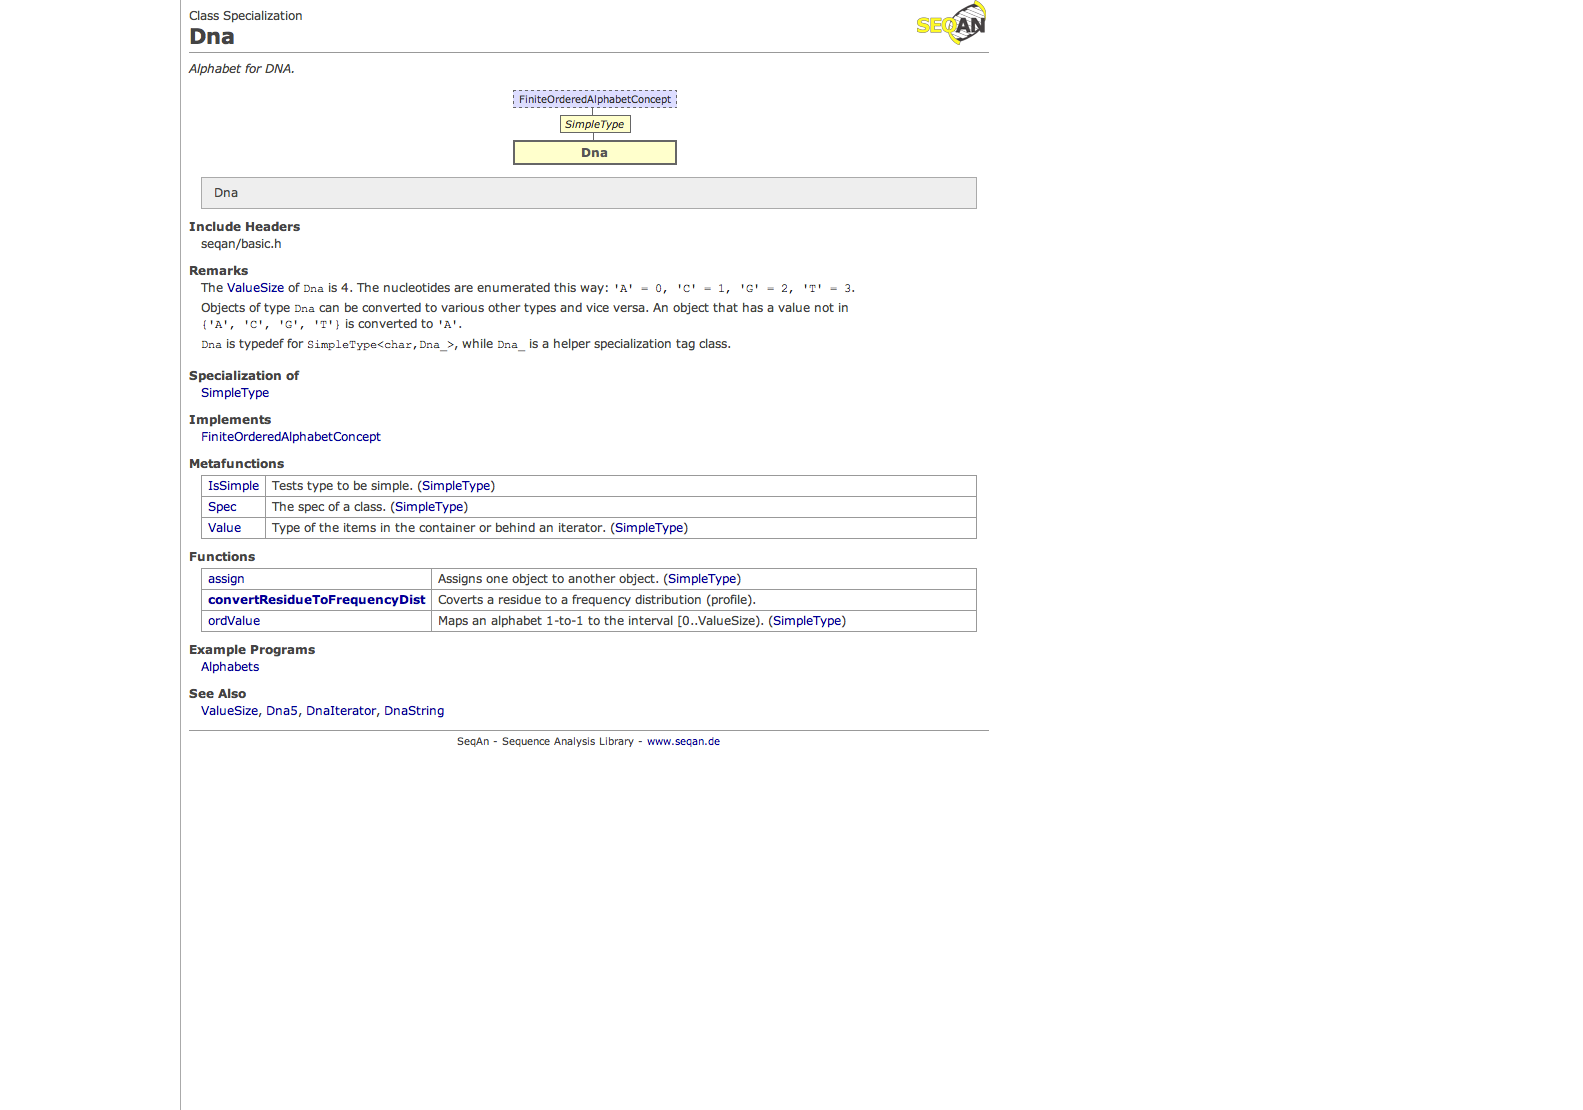 Class Specialization
Dna
SEQAN
Alphabet for DNA.
FiniteOrderedAlphabetConcept
SimpleType
Dna
Dna
Include Headers
seqan/basic.h
Remarks
The ValueSize of Dna is 4. The nucleotides are enumerated this way: 'A' = 0, 'C' = 1, 'G' = 2, 'T' = 3.
Objects of type Dna can be converted to various other types and vice versa. An object that has a value not in
{'A', 'C', 'G', 'T'} is converted to 'A'.
Dna is typedef for SimpleType<char,Dna_>, while Dna_ is a helper specialization tag class.
Specialization of
SimpleType
Implements
FiniteOrderedAlphabetConcept
Metafunctions
IsSimple Tests type to be simple. (SimpleType)
Spec The spec of a class. (SimpleType)
Value Type of the items in the container or behind an iterator. (SimpleType)
Functions
assign Assigns one object to another object. (SimpleType)
convertResidueToFrequencyDist Coverts a residue to a frequency distribution (profile).
ordValue Maps an alphabet 1-to-1 to the interval [0..ValueSize). (SimpleType)
Example Programs
Alphabets
See Also
ValueSize, Dna5, DnaIterator, DnaString
SeqAn - Sequence Analysis Library - www.seqan.de